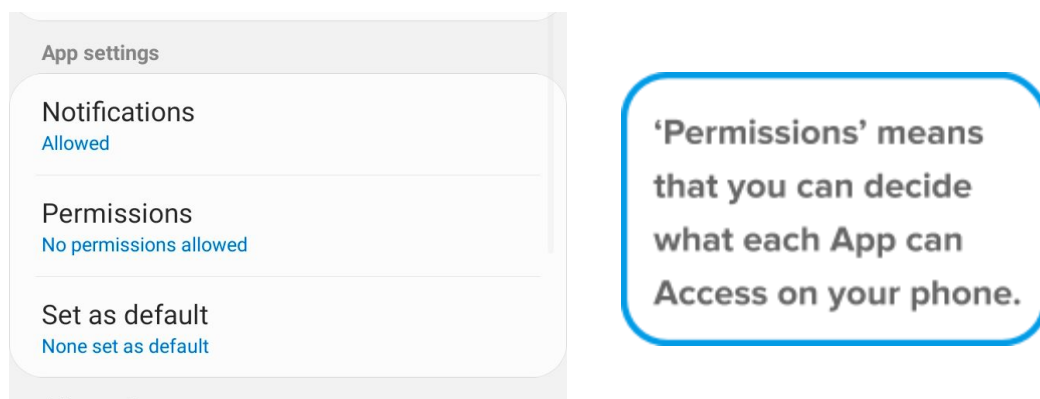 App settings
Notifications
Allowed
Permissions
No permissions allowed
Set as default
None set as default
‘Permissions’ means
that you can decide
what each App can
Access on your phone.